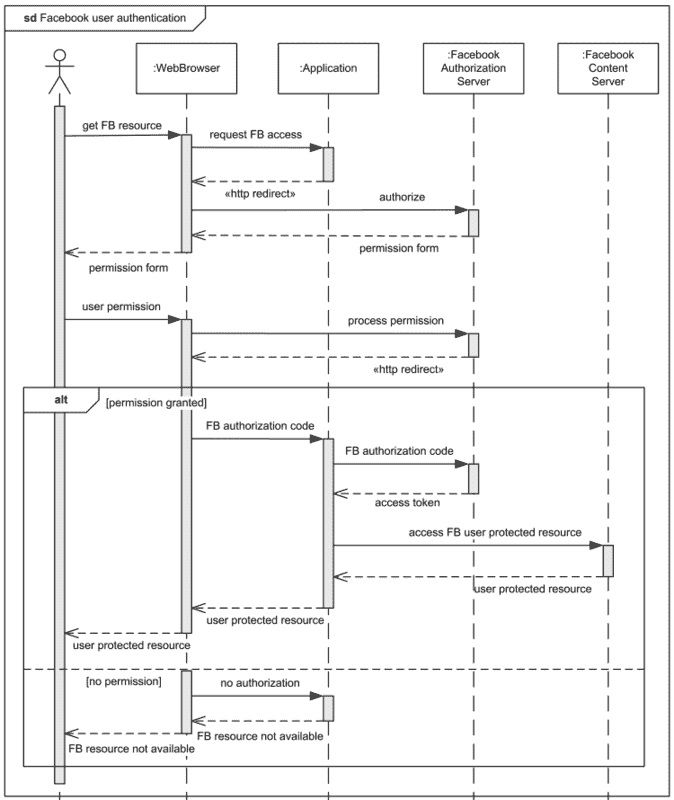 sd Facebook user authentication
:WebBrowser
:Application
:Facebook
Authorization
Server
:Facebook
Content
Server
get FB resource
request FB access
«http redirect»
authorize
permission form
permission form
user permission
process permission
«http redirect»
alt
[permission granted]
FB authorization code
FB authorization code
access token
access FB user protected resource
user protected resource
user protected resource
user protected resource
[no permission]
no authorization
FB resource not available
FB resource not available